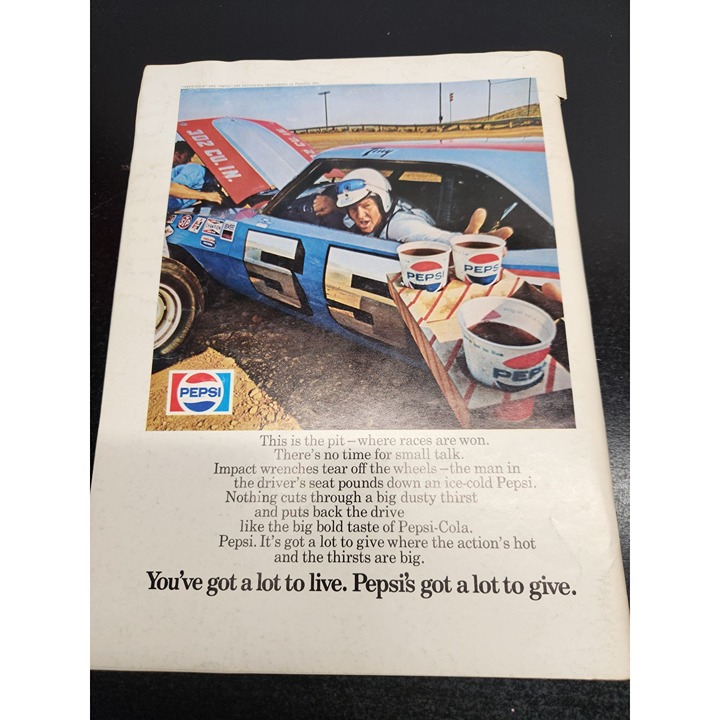 302 CU. IN.
55
PEPSI
PEPSI
PEPSI
PEPSI
This is the pit—where races are won.
There's no time for small talk.
Impact wrenches tear off the wheels—the man in
the driver's seat pounds down an ice-cold Pepsi.
Nothing cuts through a big dusty thirst
and puts back the drive
like the big bold taste of Pepsi-Cola.
Pepsi. It's got a lot to give where the action's hot
and the thirsts are big.
You've got a lot to live. Pepsi's got a lot to give.